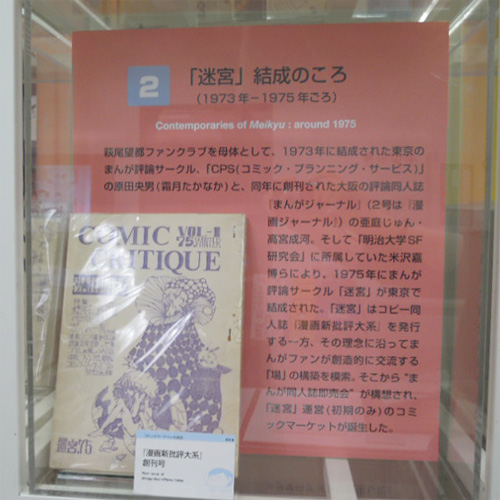 2
「迷宮」結成のころ
(1973年ー1975年ごろ)
Contemporaries of Meikyu : around 1975
萩尾望都ファンクラブを母体として、1973年に結成された東京の
まんが評論サークル、「CPS(コミック・プランニング・サービス)」
の原田央男(霜月たかなか)と、同年に創刊された大阪の評論同人誌
『まんがジャーナル』(2号は『漫
画ジャーナル』)の亜庭じゅん・
高宮成河。そして「明治大学SF
研究会」に所属していた米沢嘉
博らにより、1975年にまんが
評論サークル「迷宮」が東京で
結成された。「迷宮」はコピー同
人誌『漫画新批評大系』を発行
する一方、その理念に沿ってま
んがファンが創造的に交流する
「場」の構築を模索。そこから"ま
んが同人誌即売会"が構想され、
「迷宮」運営(初期のみ)のコミ
ックマーケットが誕生した。
COMIC VOL-1
'75
CRITIQUE
迷宮'75
『漫画新批評大系』
創刊号